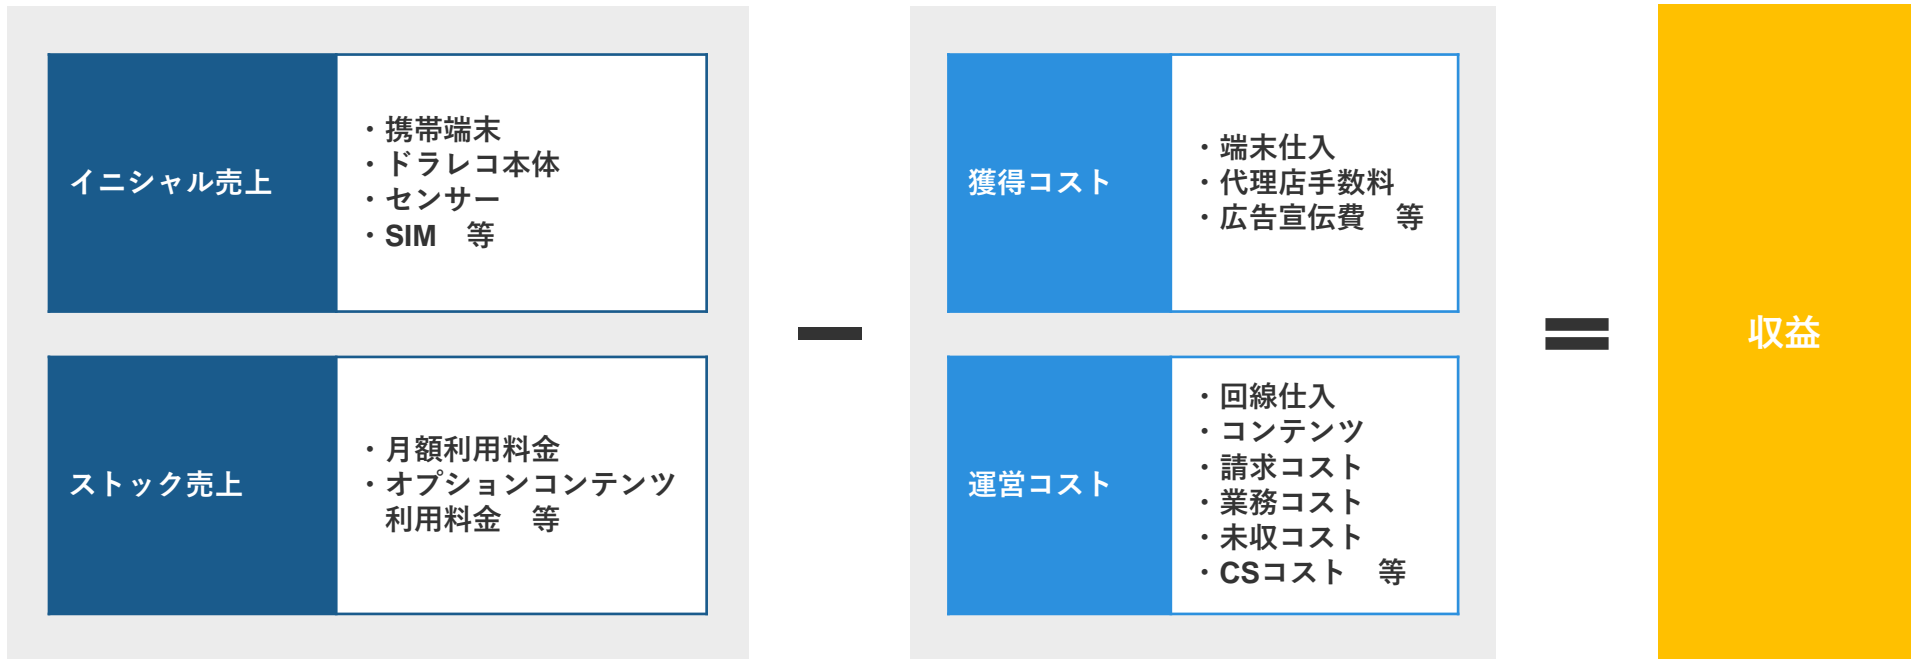 イニシャル売上
・携帯端末
・ドラレコ本体
・センサー
・SIM　等
ストック売上
・月額利用料金
・オプションコンテンツ
利用料金　等
ー
獲得コスト
・端末仕入
・代理店手数料
・広告宣伝費　等
運営コスト
・回線仕入
・コンテンツ
・請求コスト
・業務コスト
・未収コスト
・CSコスト　等
＝
収益